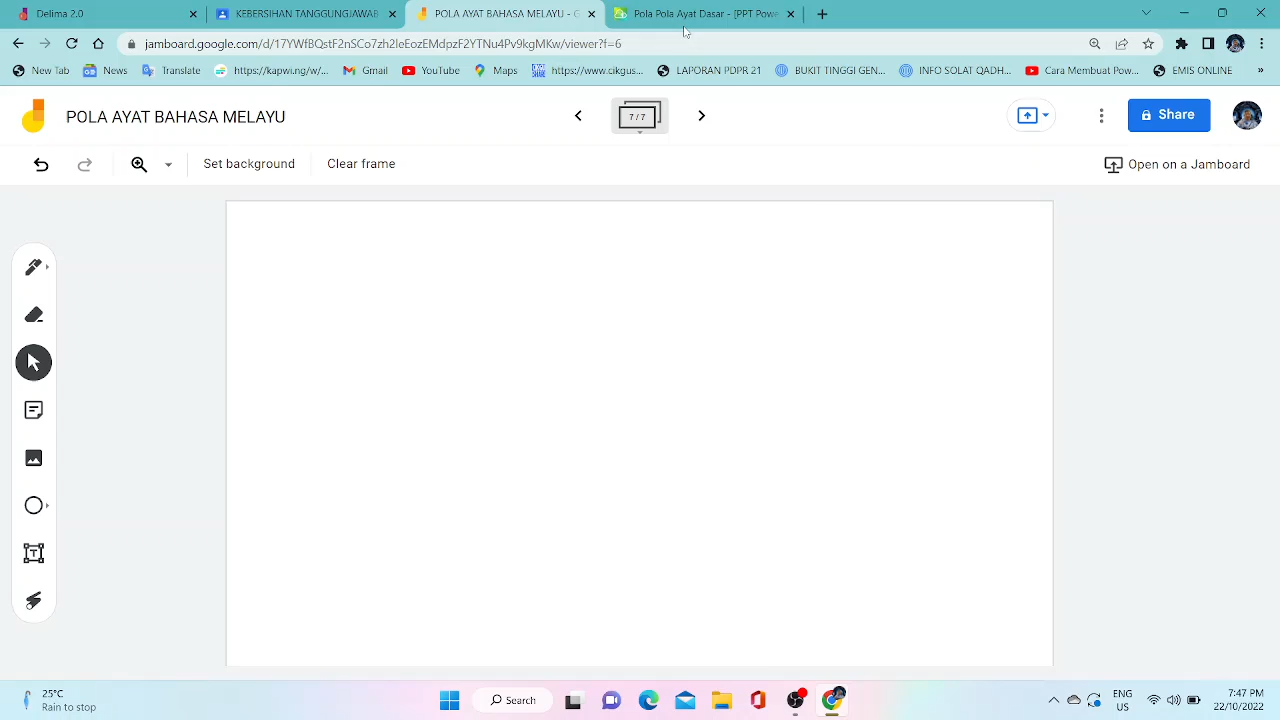 Delima 2.0
KEBERSIHAN TANGGUNGJAWAB
POLA AYAT BAHASA MELAYU - G
Pola Pola Ayat Dasar - [PPT Powe
jamboard.google.com/d/17YWfBQstF2nSCo7zh2IeEozEMdpzF2YTNu4Pv9kgMKw/viewer?f=6
New Tab
News
Translate
https://kapwi.ng/w/...
Gmail
YouTube
Maps
https://www.cikgus...
LAPORAN PDPR 21
BUKIT TINGGI GEN...
INFO SOLAT QADH...
Cara Membuat Pow...
EMIS ONLINE
POLA AYAT BAHASA MELAYU
7 / 7
Share
Set background
Clear frame
Open on a Jamboard
25°C
Rain to stop
Search
ENG
US
7:47 PM
22/10/2022